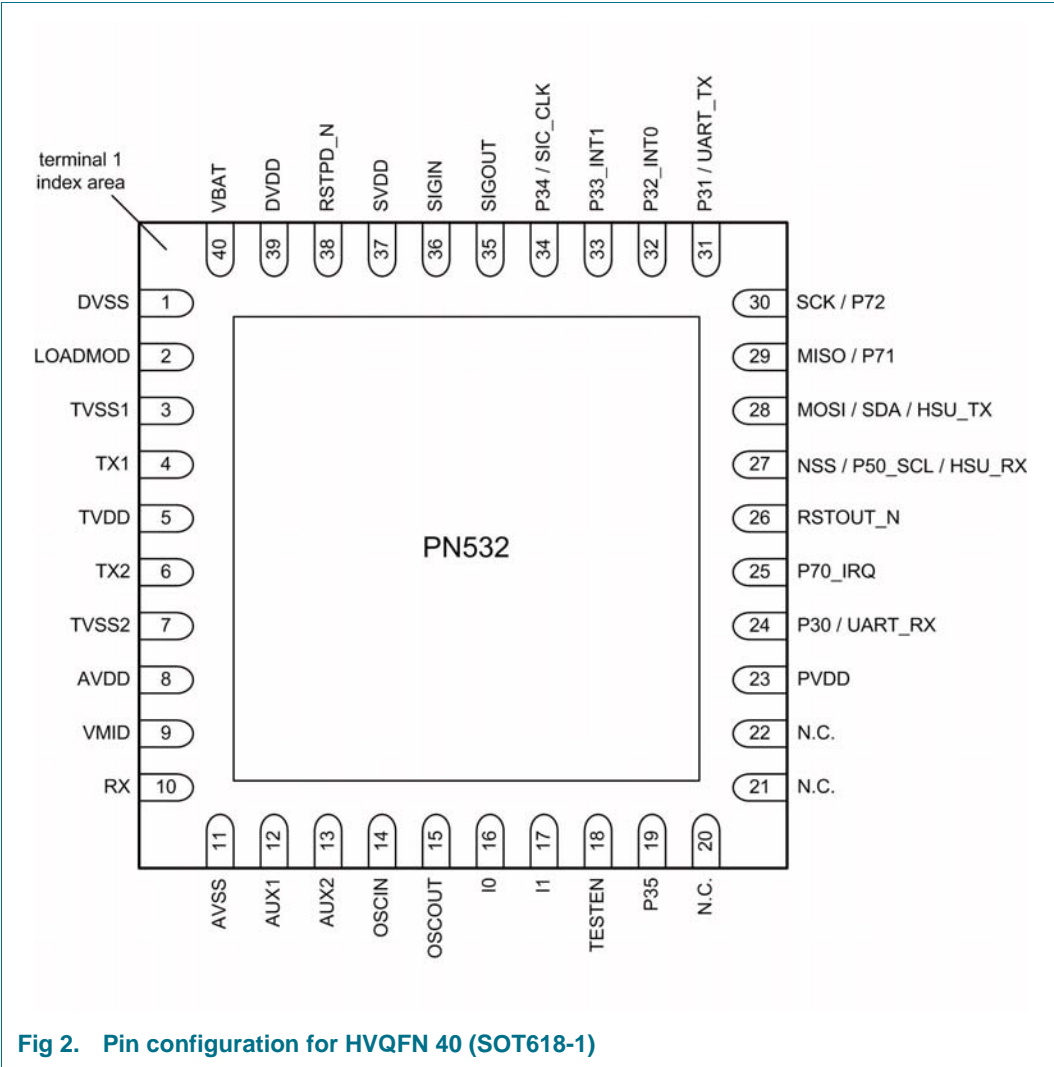 terminal 1
index area
VBAT
DVDD
RSTPD_N
SVDD
SIGIN
SIGOUT
P34 / SIC_CLK
P33_INT1
P32_INT0
P31 / UART_TX
40
39
38
37
36
35
34
33
32
31
DVSS 1
LOADMOD 2
TVSS1 3
TX1 4
TVDD 5
TX2 6
TVSS2 7
AVDD 8
VMID 9
RX 10
PN532
30 SCK / P72
29 MISO / P71
28 MOSI / SDA / HSU_TX
27 NSS / P50_SCL / HSU_RX
26 RSTOUT_N
25 P70_IRQ
24 P30 / UART_RX
23 PVDD
22 N.C.
21 N.C.
11
12
13
14
15
16
17
18
19
20
AVSS
AUX1
AUX2
OSCIN
OSCOUT
I0
I1
TESTEN
P35
N.C.
Fig 2. Pin configuration for HVQFN 40 (SOT618-1)